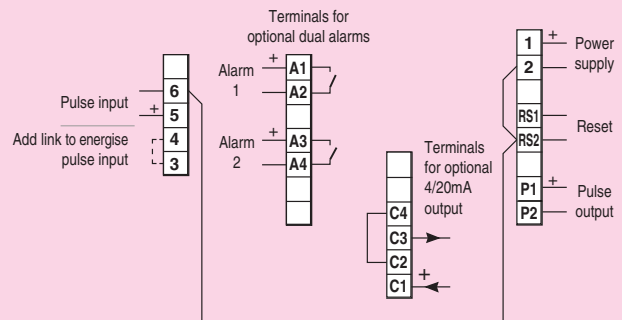 Terminals for
optional dual alarms
6
5
4
3
Pulse input
+
Add link to energise
pulse input
Alarm
1
+
A1
A2
Alarm
2
+
A3
A4
Terminals
for optional
4/20mA
output
C4
C3
C2
C1
+
1
+
2
Power
supply
RS1
RS2
Reset
P1
+
P2
Pulse
output